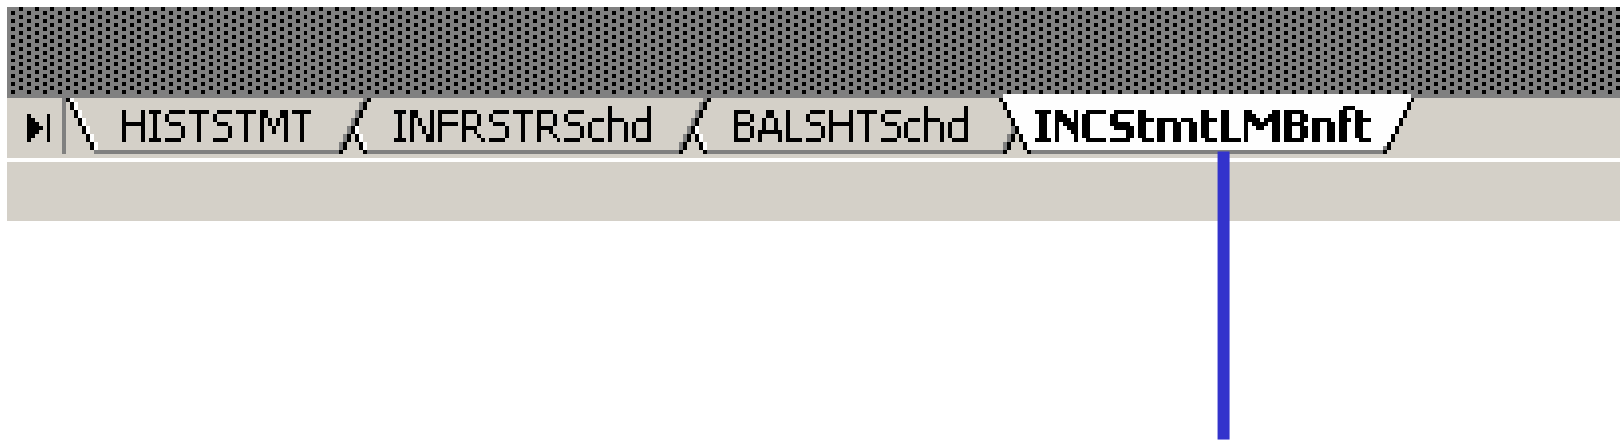 HISTSTMT INFRSTRSchd BALSHTSchd INCStmtLMBnft